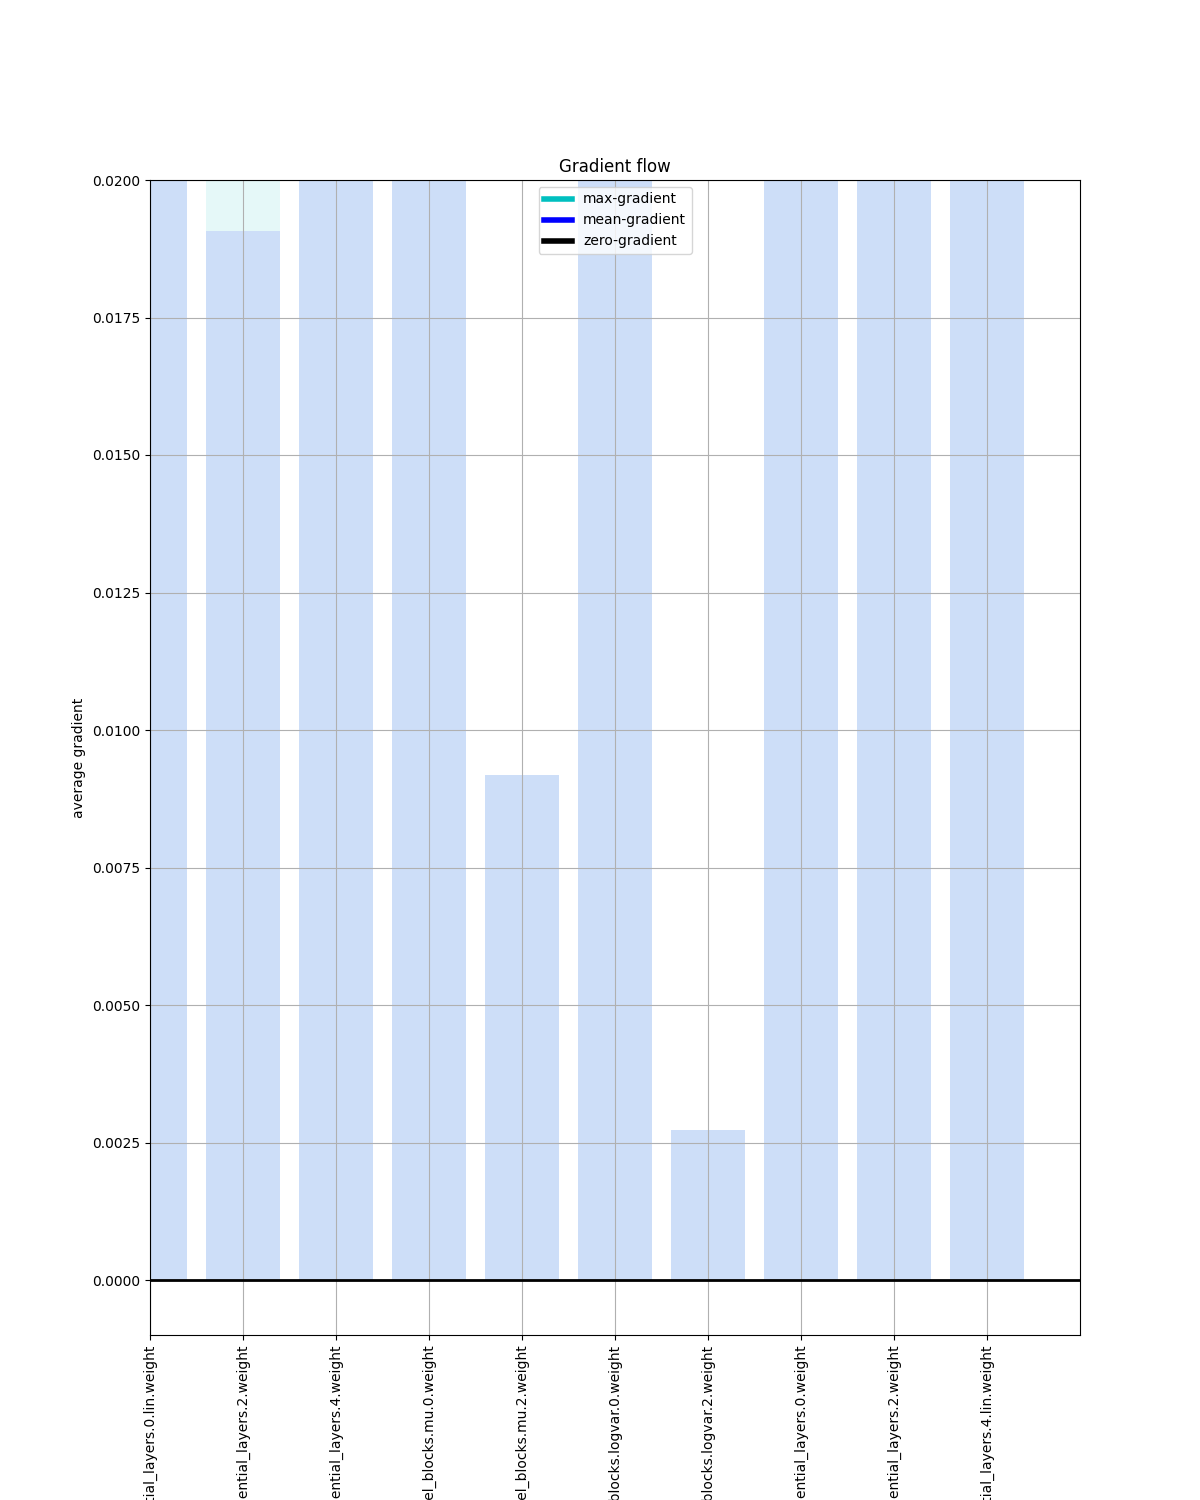 Gradient flow
max-gradient
mean-gradient
zero-gradient
0.0200
0.0175
0.0150
0.0125
0.0100
0.0075
0.0050
0.0025
0.0000
average gradient
tial_layers.0.lin.weight
ential_layers.2.weight
ential_layers.4.weight
el_blocks.mu.0.weight
el_blocks.mu.2.weight
blocks.logvar.0.weight
blocks.logvar.2.weight
ential_layers.0.weight
ential_layers.2.weight
tial_layers.4.lin.weight